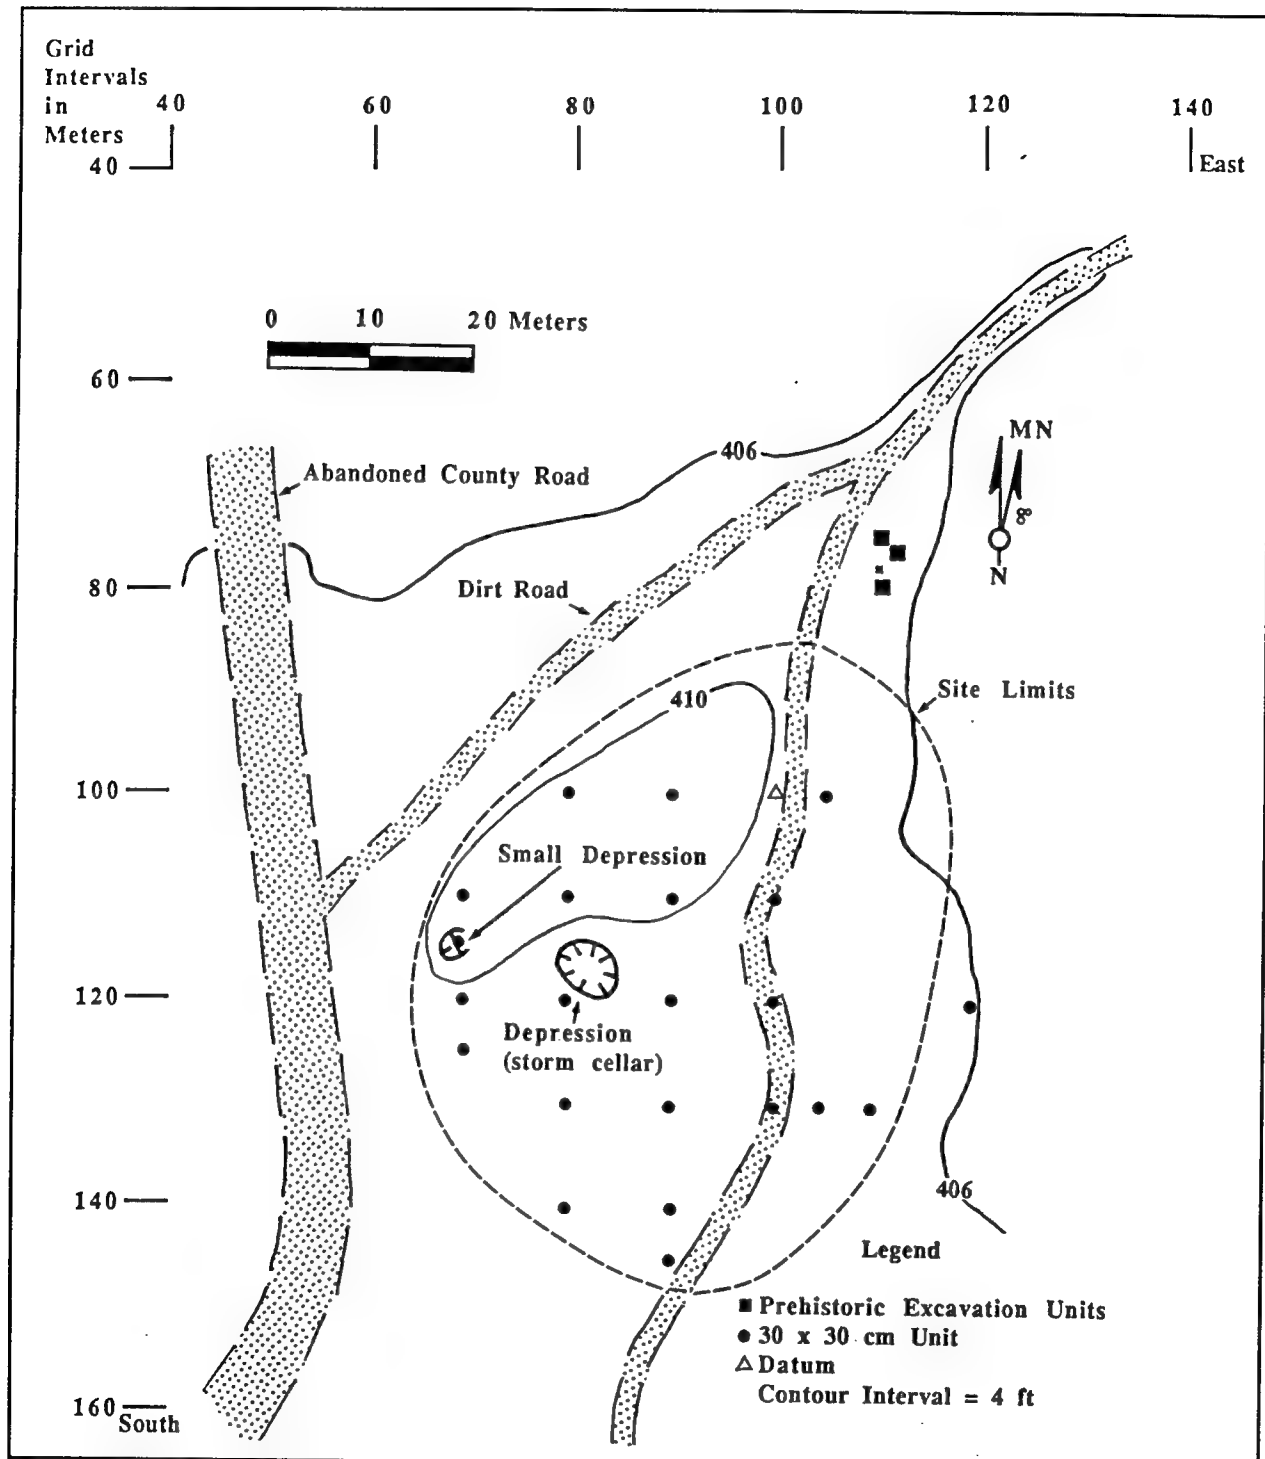 Grid
Intervals
in
Meters
40 60 80 100 120 140
East
40
0 10 20 Meters
60
MN
406
Abandoned County Road
8°
N
80
Dirt Road
Site Limits
410
100
Small Depression
120
Depression
(storm cellar)
140
406
Legend
Prehistoric Excavation Units
30 x 30 cm Unit
Datum
Contour Interval = 4 ft
160
South